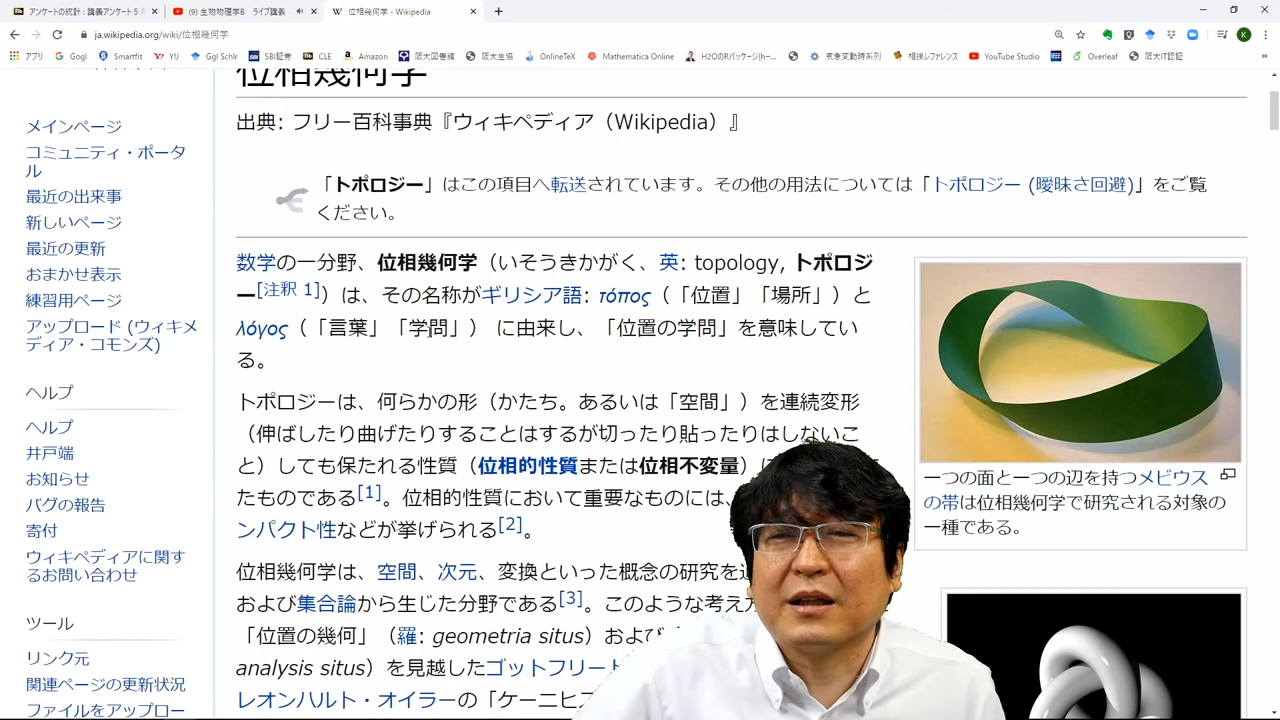 アンケートの統計：講義アンケート５月
(9) 生物物理学B - ライブ講義
位相幾何学 - Wikipedia
ja.wikipedia.org/wiki/位相幾何学
アプリ
Gogl
Smartfit
Y!J
Ggl Schlr
SBI証券
CLE
Amazon
阪大図書館
阪大生協
OnlineTeX
Mathematica Online
H2OのRパッケージ(h--...
気象変動時系列
相撲レファレンス
YouTube Studio
Overleaf
阪大IT認証
位相幾何学
出典: フリー百科事典『ウィキペディア（Wikipedia）』
「トポロジー」はこの項目へ転送されています。その他の用法については「トポロジー (曖昧さ回避)」をご覧
ください。
数学の一分野、位相幾何学（いそうきかがく、英: topology, トポロジ
ー[注釈 1]）は、その名称がギリシア語: τόπος（「位置」「場所」）と
λόγος（「言葉」「学問」） に由来し、「位置の学問」を意味してい
る。
トポロジーは、何らかの形（かたち。あるいは「空間」）を連続変形
（伸ばしたり曲げたりすることはするが切ったり貼ったりはしないこ
と）しても保たれる性質（位相的性質または位相不変量）に
たものである[1]。位相的性質において重要なものには、
ンパクト性などが挙げられる[2]。
位相幾何学は、空間、次元、変換といった概念の研究を
および集合論から生じた分野である[3]。このような考え方
「位置の幾何」（羅: geometria situs）および
analysis situs）を見越したゴットフリート
レオンハルト・オイラーの「ケーニヒス
メインページ
コミュニティ・ポータ
ル
最近の出来事
新しいページ
最近の更新
おまかせ表示
練習用ページ
アップロード (ウィキメ
ディア・コモンズ)
ヘルプ
ヘルプ
井戸端
お知らせ
バグの報告
寄付
ウィキペディアに関す
るお問い合わせ
ツール
リンク元
関連ページの更新状況
ファイルをアップロー
一つの面と一つの辺を持つメビウス
の帯は位相幾何学で研究される対象の
一種である。